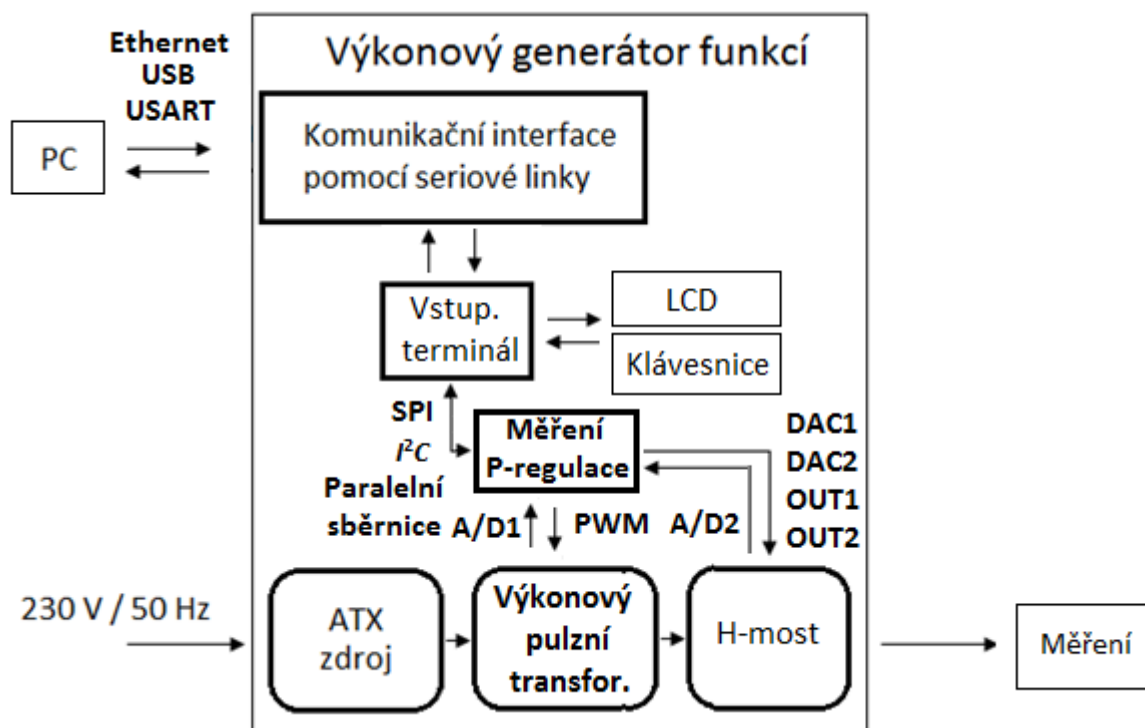 Výkonový generátor funkcí
Ethernet
USB
USART
PC
Komunikační interface
pomocí seriové linky
Vstup.
terminál
LCD
Klávesnice
SPI
I²C
Paralelní
sběrnice
Měření
P-regulace
DAC1
DAC2
OUT1
OUT2
A/D1
PWM
A/D2
230 V / 50 Hz
ATX
zdroj
Výkonový
pulzní
transfor.
H-most
Měření